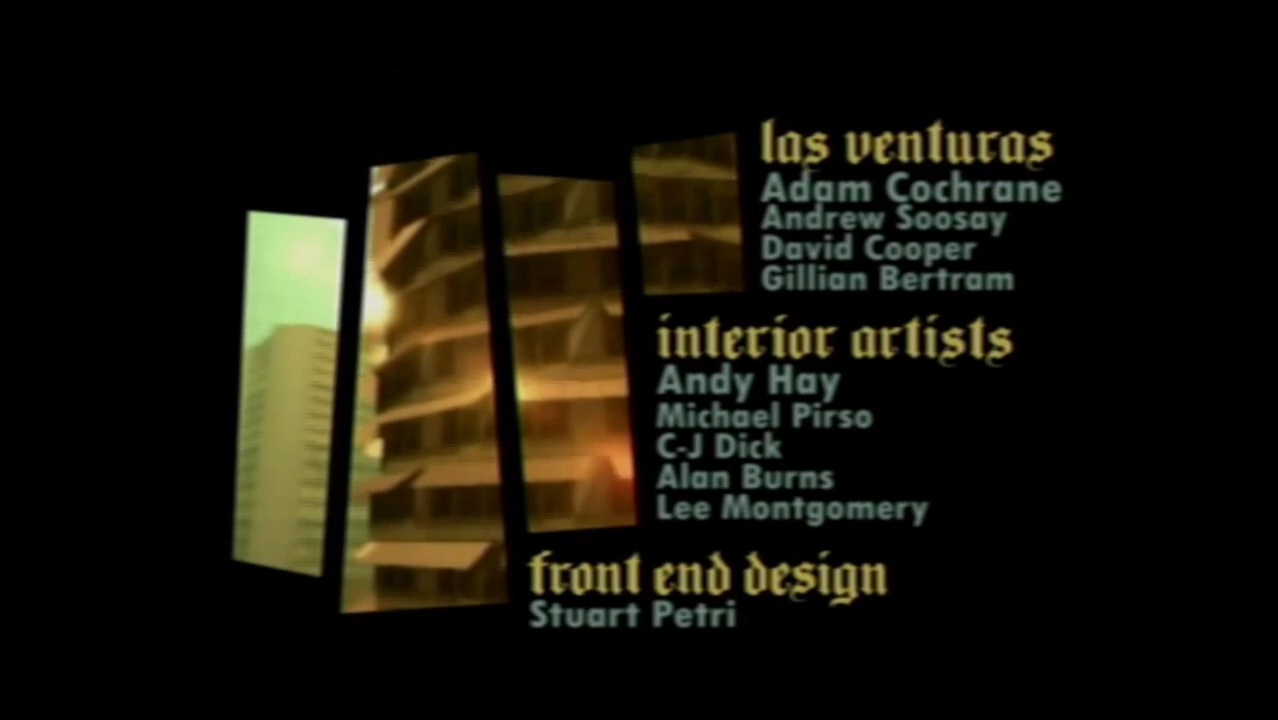 las venturas
Adam Cochrane
Andrew Soosay
David Cooper
Gillian Bertram
interior artists
Andy Hay
Michael Pirso
C-J Dick
Alan Burns
Lee Montgomery
front end design
Stuart Petri